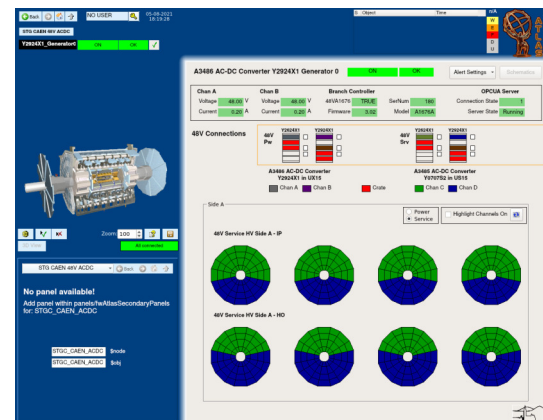 Back
NO USER
05-08-2021
18:19:28
S Object Time
n/A
W
E
F
D
U
ATLAS
STG CAEN 48V ACDC
Y2924X1_Generator0 ON OK
A3486 AC-DC Converter Y2924X1 Generator 0 ON OK Alert Settings Schematics
Chan A Chan B Branch Controller OPCUA Server
Voltage 48.00 V Voltage 48.00 V 48VA1676 TRUE SerNum 180 Connection State 1
Current 0.20 A Current 0.20 A Firmware 3.02 Model A1676A Server State Running
48V Connections
48V Pw Y2924X1 Y2924X1
48V Srv Y2924X1 Y2924X1
A3486 AC-DC Converter
Y2924X1 in UX15
A3485 AC-DC Converter
Y0707S2 in US15
Chan A Chan B Crate Chan C Chan D
Side A
Power
Service
Highlight Channels On
48V Service HV Side A - IP
48V Service HV Side A - HO
Zoom 100
All connected
STG CAEN 48V ACDC Back
No panel available!
Add panel within panels/fwAtlasSecondaryPanels
for: STGC_CAEN_ACDC
STGC_CAEN_ACDC $node
STGC_CAEN_ACDC $obj